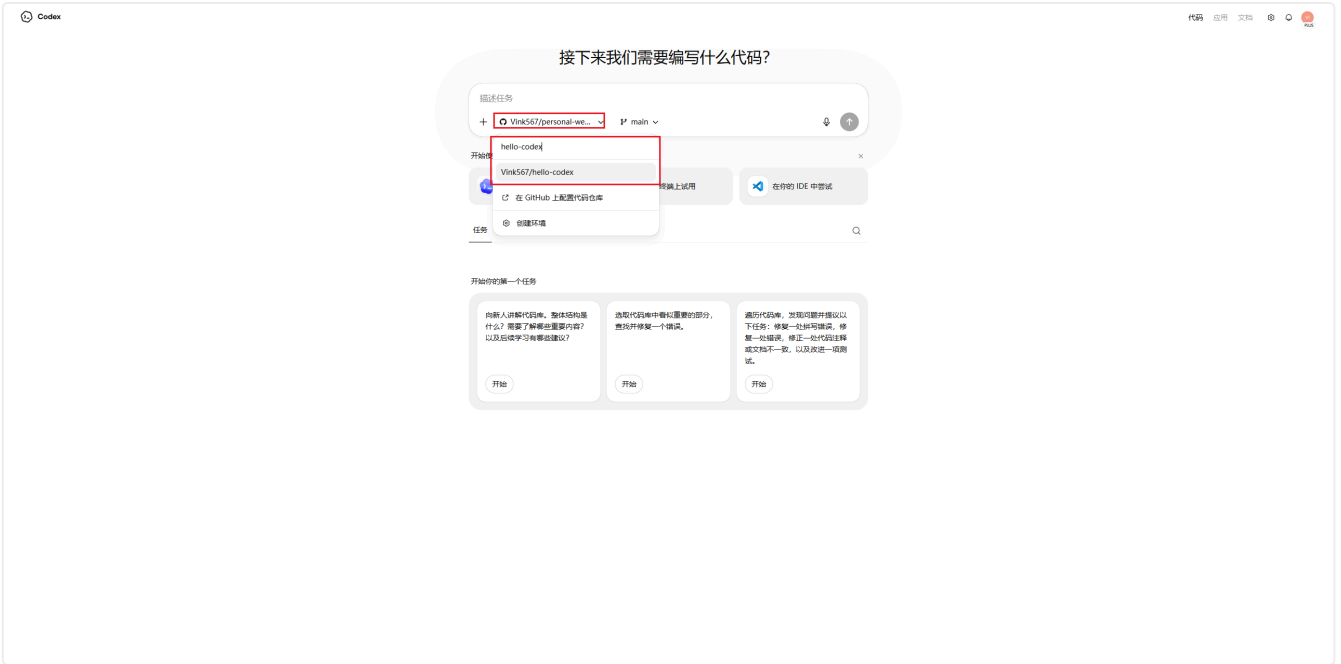 Codex
代码 应用 文档
PLUS
接下来我们需要编写什么代码？
描述任务
Vink567/personal-we... main
hello-codex
开始使
Vink567/hello-codex
终端上试用
在你的 IDE 中尝试
在 GitHub 上配置代码仓库
创建环境
任务
开始你的第一个任务
向新人讲解代码库。整体结构是
什么？需要了解哪些重要内容？
以及后续学习有哪些建议？
开始
选取代码库中看似重要的部分，
查找并修复一个错误。
开始
遍历代码库，发现问题并提议以
下任务：修复一处拼写错误，修
复一处错误，修正一处代码注释
或文档不一致，以及改进一项测
试。
开始